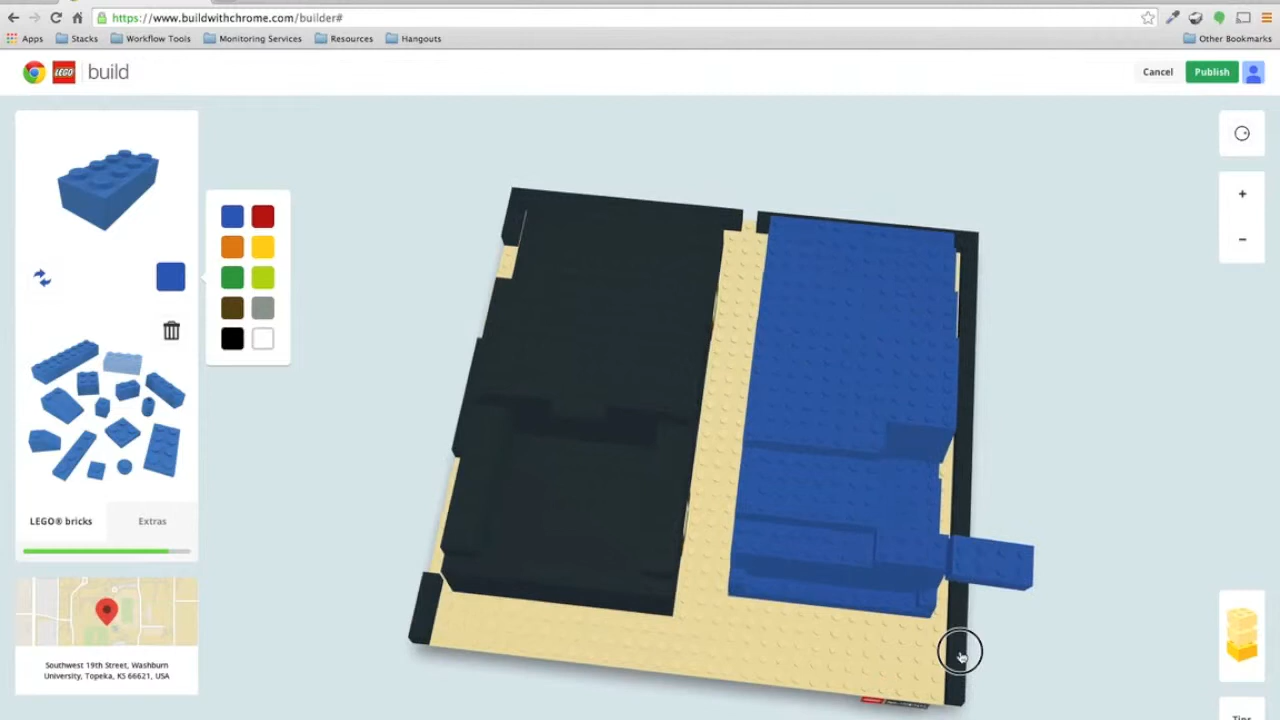 https://www.buildwithchrome.com/builder#
Apps Stacks Workflow Tools Monitoring Services Resources Hangouts Other Bookmarks
LEGO build Cancel Publish
+
−
LEGO® bricks Extras
Southwest 19th Street, Washburn
University, Topeka, KS 66621, USA
Tips